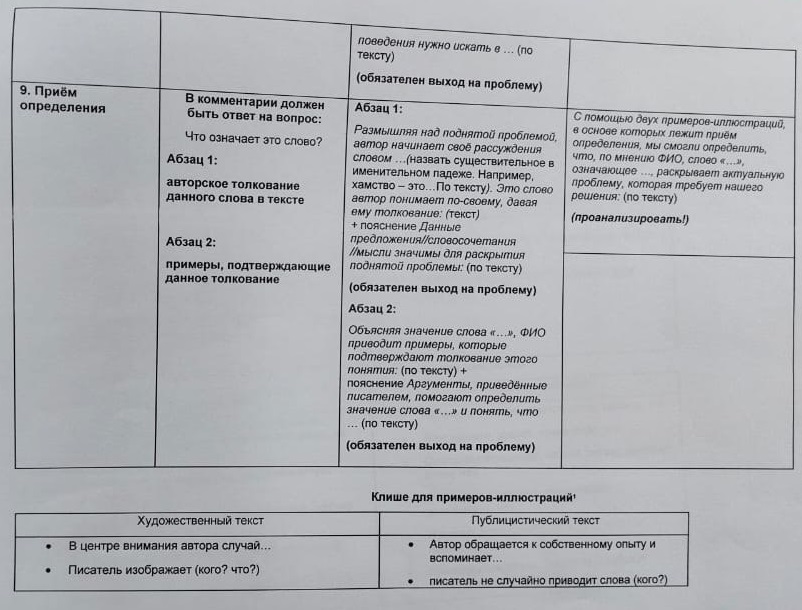 поведения нужно искать в … (по
тексту)
(обязателен выход на проблему)
9. Приём
определения
В комментарии должен
быть ответ на вопрос:
Что означает это слово?
Абзац 1:
авторское толкование
данного слова в тексте
Абзац 2:
примеры, подтверждающие
данное толкование
Абзац 1:
Размышляя над поднятой проблемой,
автор начинает своё рассуждения
словом …(назвать существительное в
именительном падеже. Например,
хамство – это…По тексту). Это слово
автор понимает по-своему, давая
ему толкование: (текст)
+ пояснение Данные
предложения//словосочетания
//мысли значимы для раскрытия
поднятой проблемы: (по тексту)
(обязателен выход на проблему)
Абзац 2:
Объясняя значение слова «…», ФИО
приводит примеры, которые
подтверждают толкование этого
понятия: (по тексту) +
пояснение Аргументы, приведённые
писателем, помогают определить
значение слова «…» и понять, что
… (по тексту)
(обязателен выход на проблему)
С помощью двух примеров-иллюстраций,
в основе которых лежит приём
определения, мы смогли определить,
что, по мнению ФИО, слово «…»,
означающее …, раскрывает актуальную
проблему, которая требует нашего
решения: (по тексту)
(проанализировать!)
Клише для примеров-иллюстраций¹
Художественный текст
Публицистический текст
• В центре внимания автора случай…
• Писатель изображает (кого? что?)
• Автор обращается к собственному опыту и
вспоминает…
• писатель не случайно приводит слова (кого?)